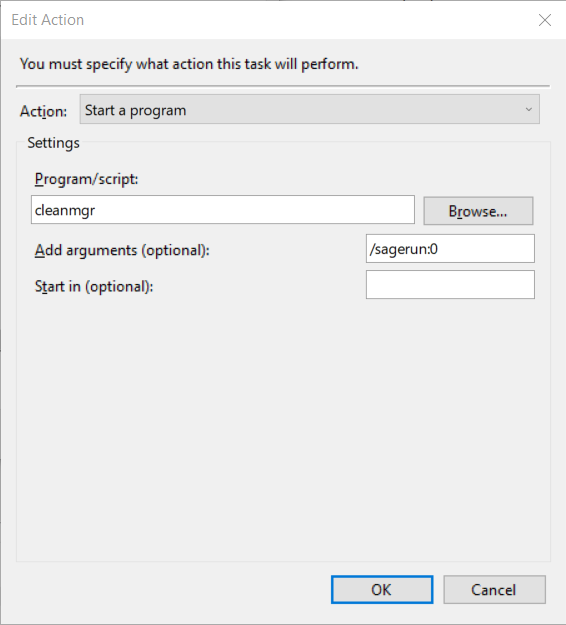 Edit Action
You must specify what action this task will perform.
Action: Start a program
Settings
Program/script:
cleanmgr Browse...
Add arguments (optional): /sagerun:0
Start in (optional):
OK Cancel